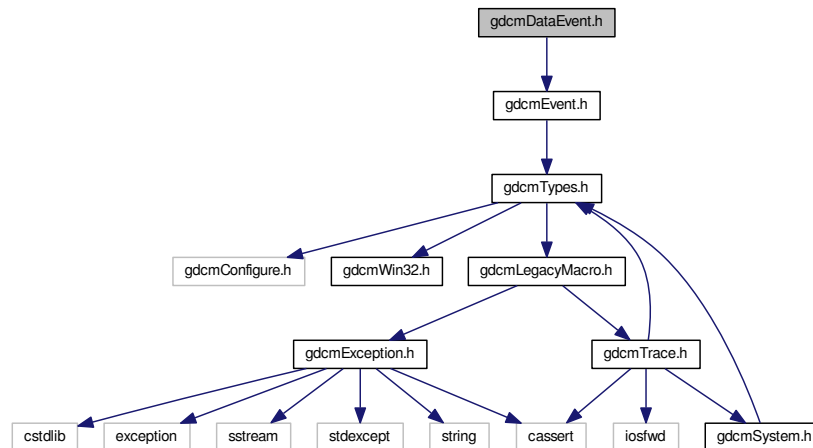 gdcmDataEvent.h
gdcmEvent.h
gdcmTypes.h
gdcmConfigure.h
gdcmWin32.h
gdcmLegacyMacro.h
gdcmException.h
gdcmTrace.h
cstdlib
exception
sstream
stdexcept
string
cassert
iosfwd
gdcmSystem.h